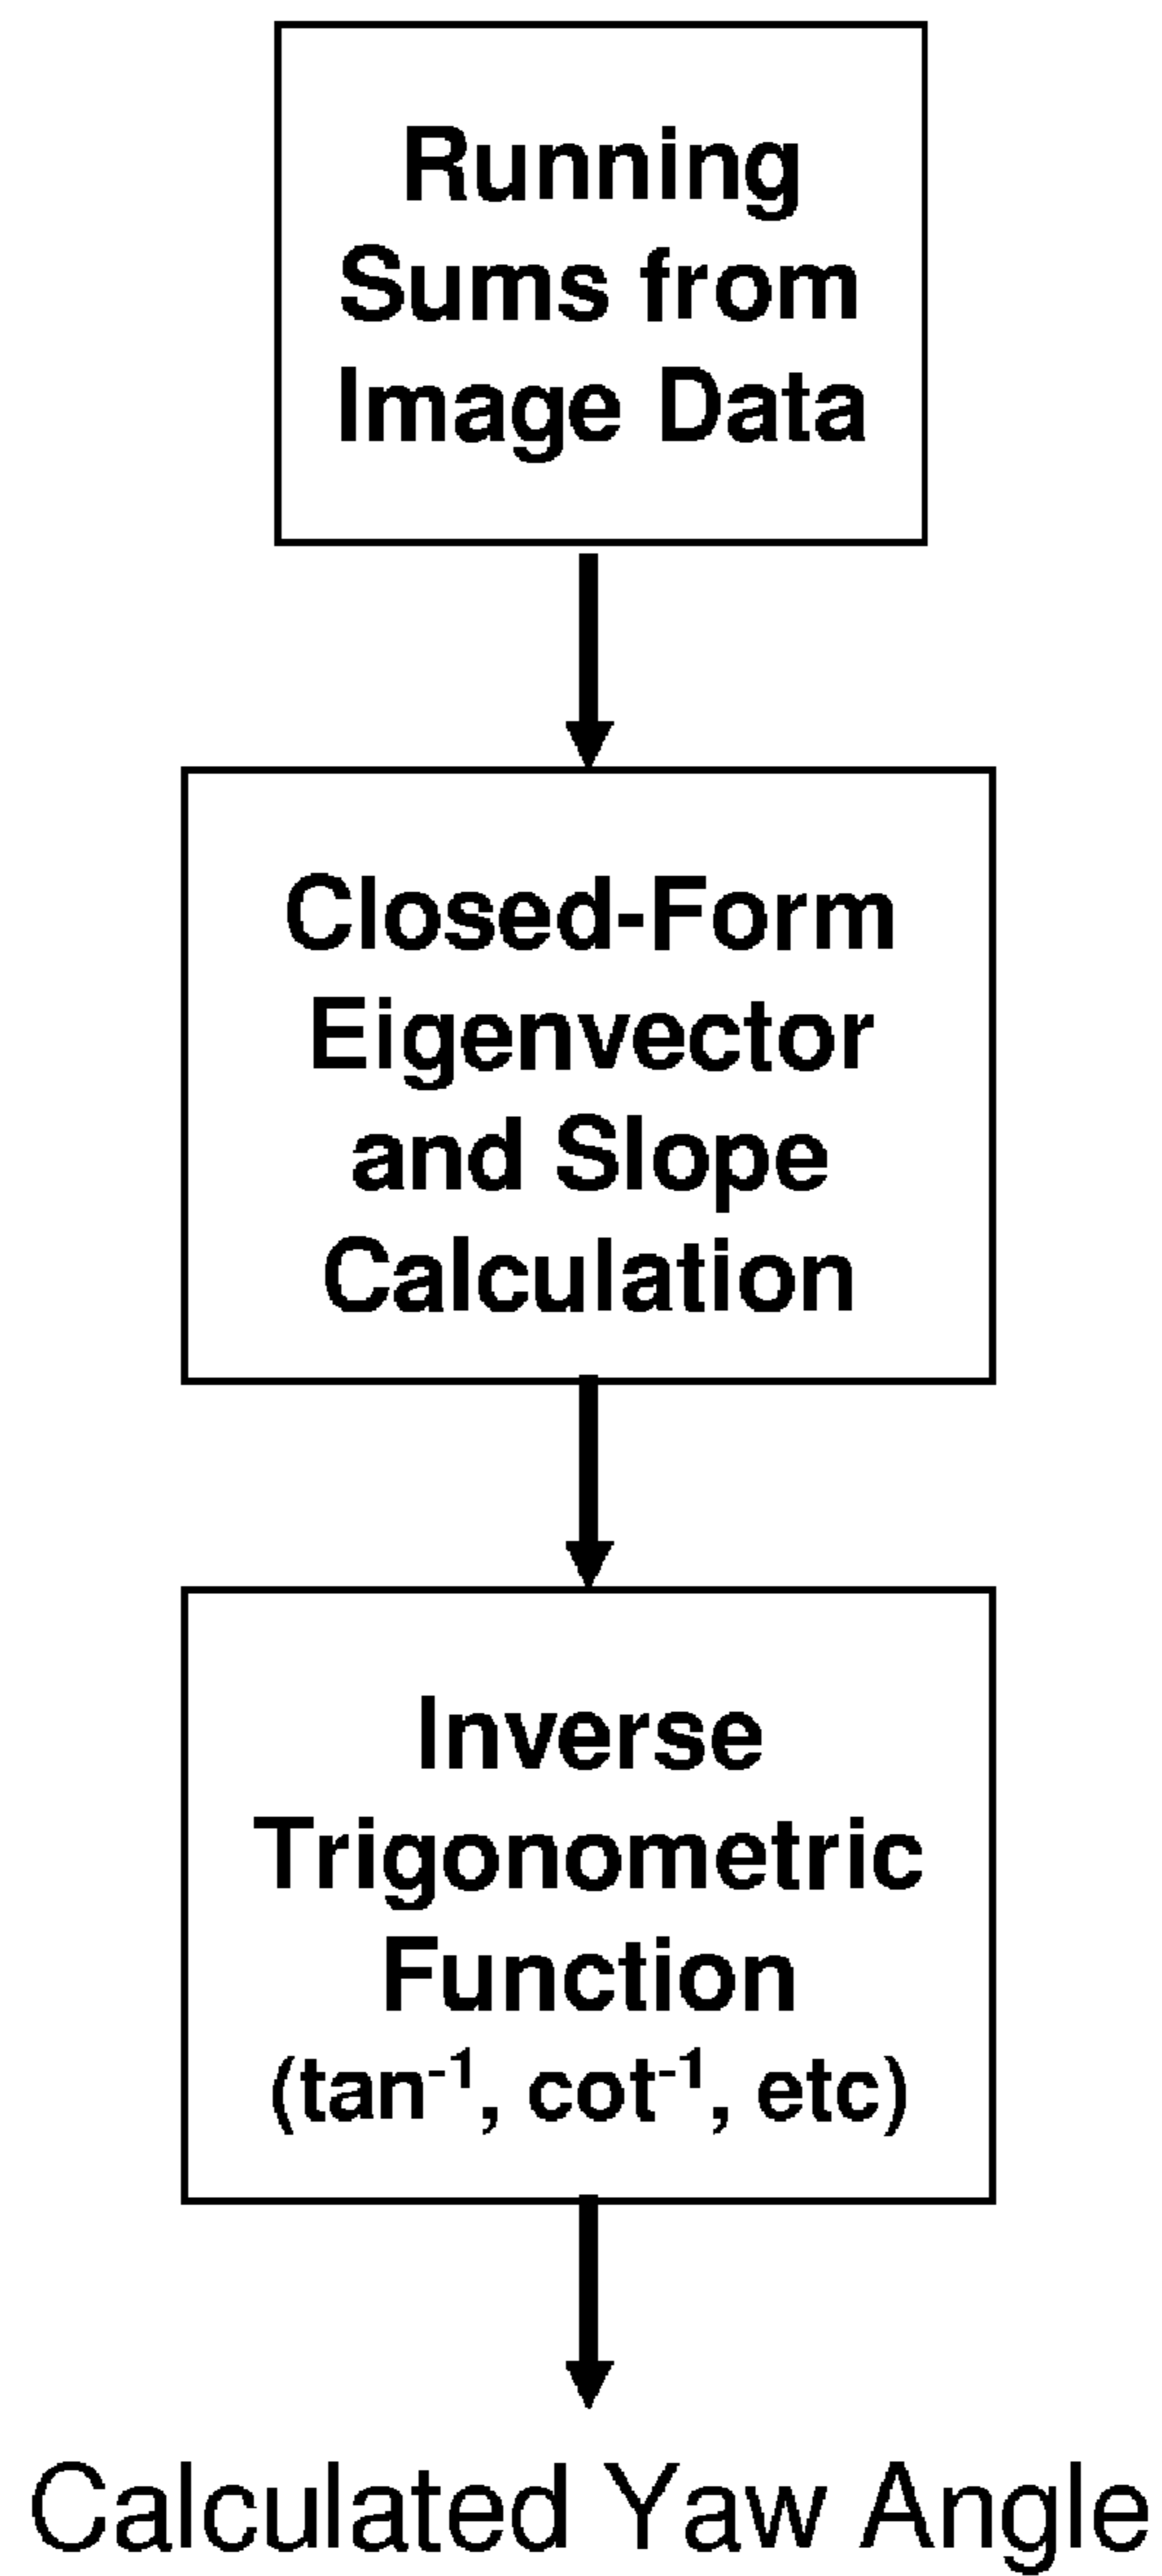 Running
Sums from
Image Data
Closed-Form
Eigenvector
and Slope
Calculation
Inverse
Trigonometric
Function
(tan⁻¹, cot⁻¹, etc)
Calculated Yaw Angle